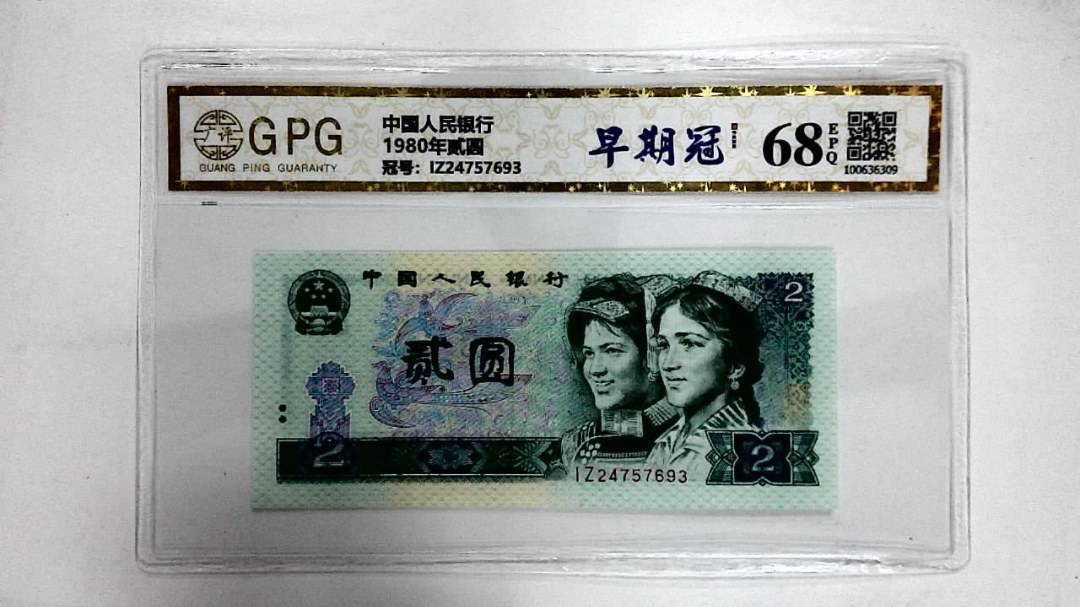 广评
GPG
GUANG PING GUARANTY
中国人民银行
1980年贰圆
冠号：IZ24757693
早期冠
68
EPQ
100636309
中国人民银行
2
贰圆
2
IZ24757693
2